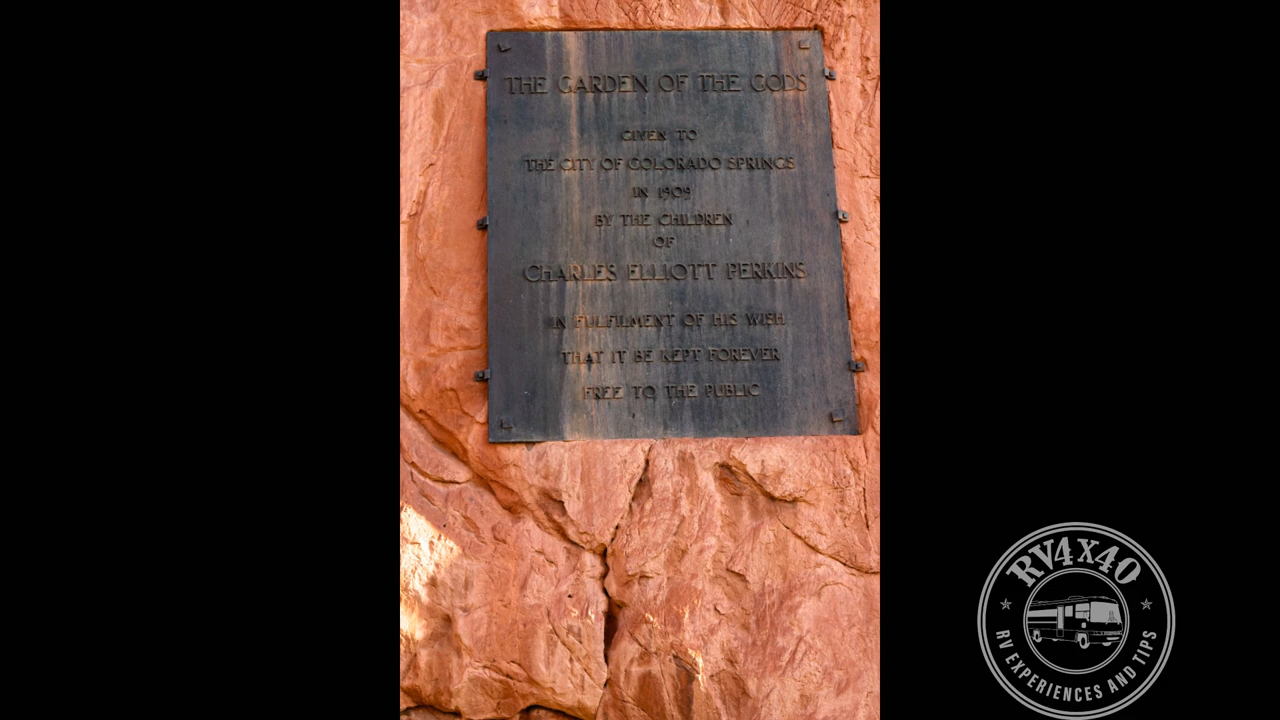 THE GARDEN OF THE GODS
GIVEN TO
THE CITY OF COLORADO SPRINGS
IN 1909
BY THE CHILDREN
OF
CHARLES ELLIOTT PERKINS
IN FULFILMENT OF HIS WISH
THAT IT BE KEPT FOREVER
FREE TO THE PUBLIC
RV4X40
RV EXPERIENCES AND TIPS